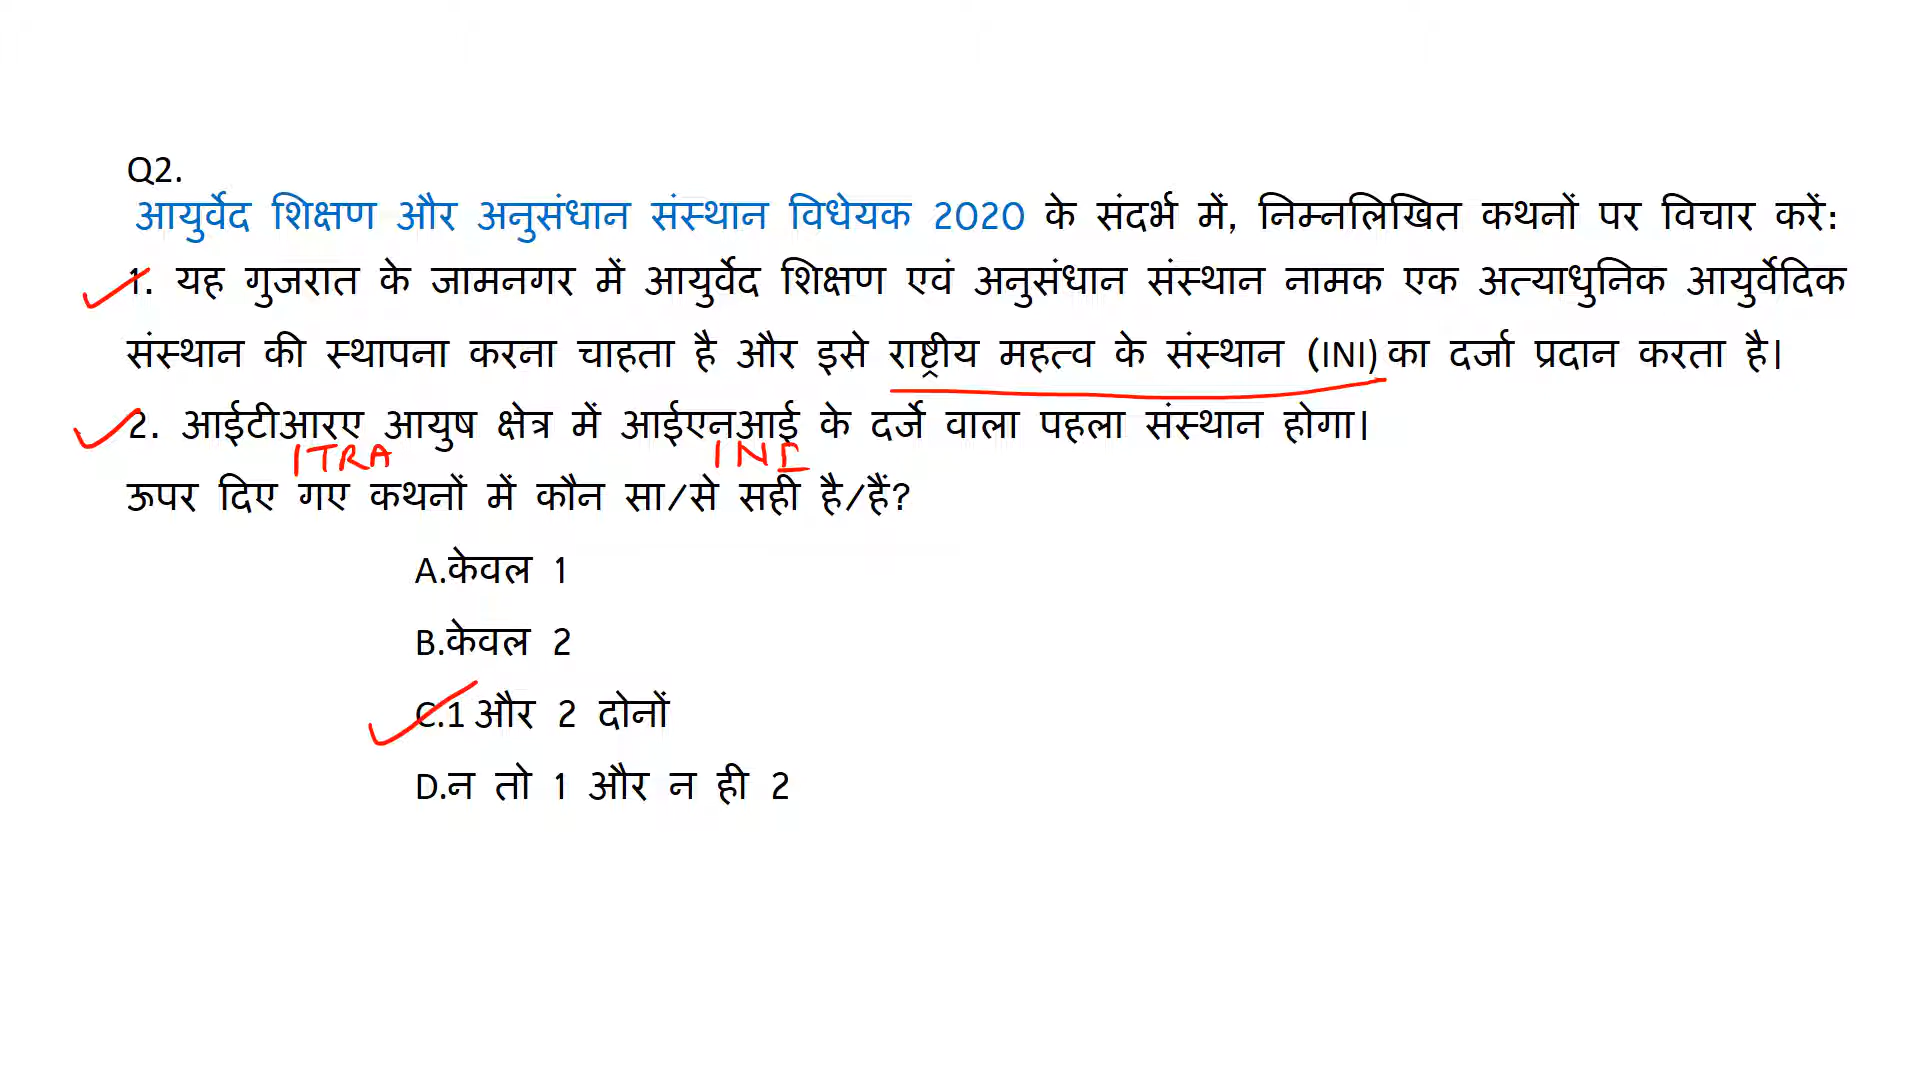 Q2.
आयुर्वेद शिक्षण और अनुसंधान संस्थान विधेयक 2020 के संदर्भ में, निम्नलिखित कथनों पर विचार करें:
1. यह गुजरात के जामनगर में आयुर्वेद शिक्षण एवं अनुसंधान संस्थान नामक एक अत्याधुनिक आयुर्वेदिक
संस्थान की स्थापना करना चाहता है और इसे राष्ट्रीय महत्व के संस्थान (INI) का दर्जा प्रदान करता है।
2. आईटीआरए आयुष क्षेत्र में आईएनआई के दर्जे वाला पहला संस्थान होगा।
ITRA INI
ऊपर दिए गए कथनों में कौन सा/से सही है/हैं?
A.केवल 1
B.केवल 2
C.1 और 2 दोनों
D.न तो 1 और न ही 2